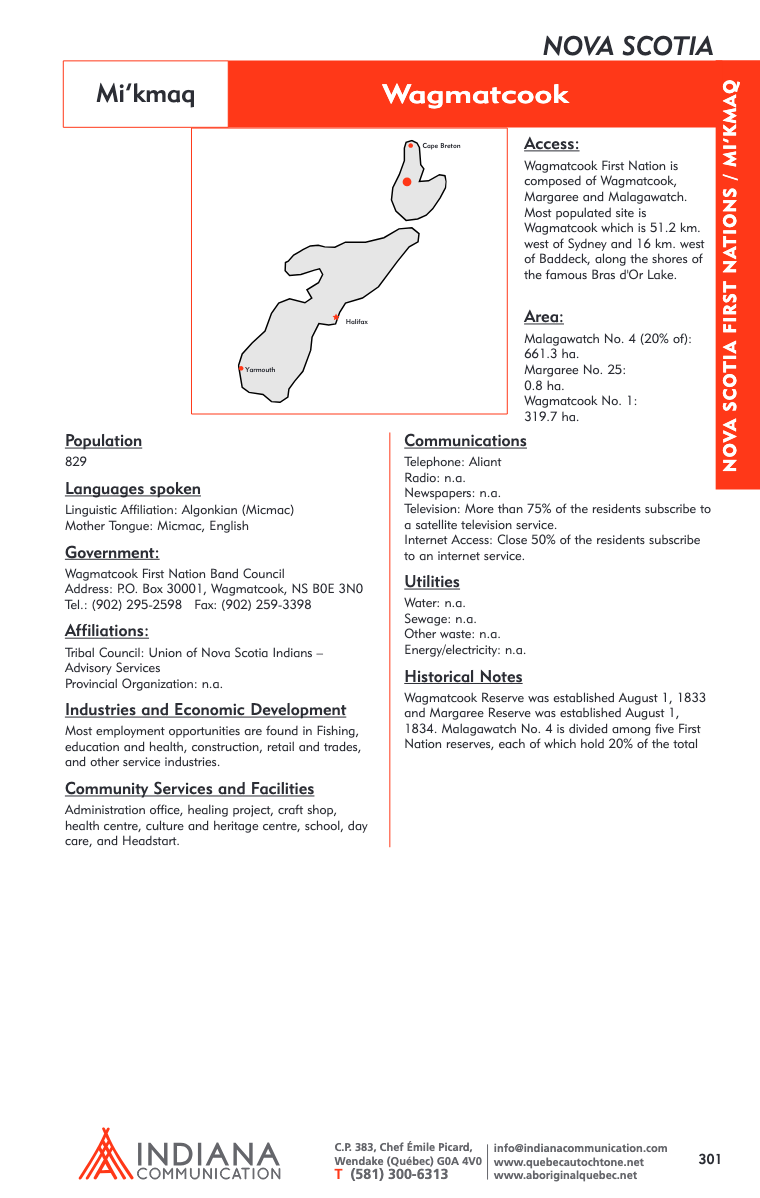 NOVA SCOTIA
Mi'kmaq
Wagmatcook
NOVA SCOTIA FIRST NATIONS / MI'KMAQ
Cape Breton
Halifax
Yarmouth
Access:
Wagmatcook First Nation is
composed of Wagmatcook,
Margaree and Malagawatch.
Most populated site is
Wagmatcook which is 51.2 km.
west of Sydney and 16 km. west
of Baddeck, along the shores of
the famous Bras d'Or Lake.
Area:
Malagawatch No. 4 (20% of):
661.3 ha.
Margaree No. 25:
0.8 ha.
Wagmatcook No. 1:
319.7 ha.
Population
829
Languages spoken
Linguistic Affiliation: Algonkian (Micmac)
Mother Tongue: Micmac, English
Government:
Wagmatcook First Nation Band Council
Address: P.O. Box 30001, Wagmatcook, NS B0E 3N0
Tel.: (902) 295-2598 Fax: (902) 259-3398
Affiliations:
Tribal Council: Union of Nova Scotia Indians –
Advisory Services
Provincial Organization: n.a.
Industries and Economic Development
Most employment opportunities are found in Fishing,
education and health, construction, retail and trades,
and other service industries.
Community Services and Facilities
Administration office, healing project, craft shop,
health centre, culture and heritage centre, school, day
care, and Headstart.
Communications
Telephone: Aliant
Radio: n.a.
Newspapers: n.a.
Television: More than 75% of the residents subscribe to
a satellite television service.
Internet Access: Close 50% of the residents subscribe
to an internet service.
Utilities
Water: n.a.
Sewage: n.a.
Other waste: n.a.
Energy/electricity: n.a.
Historical Notes
Wagmatcook Reserve was established August 1, 1833
and Margaree Reserve was established August 1,
1834. Malagawatch No. 4 is divided among five First
Nation reserves, each of which hold 20% of the total
INDIANA
COMMUNICATION
C.P. 383, Chef Émile Picard,
Wendake (Québec) G0A 4V0
T (581) 300-6313
info@indianacommunication.com
www.quebecautochtone.net
www.aboriginalquebec.net
301